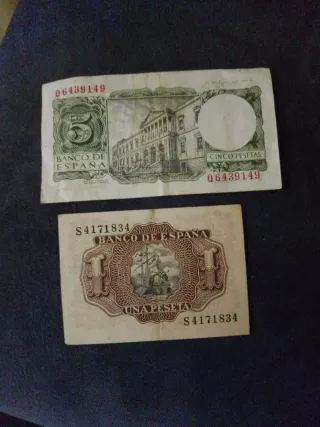 Q6439149
5
BANCO DE
ESPAÑA
CINCO PESETAS
Q6439149
S4171834
BANCO DE ESPAÑA
1 1
UNA PESETA
S4171834